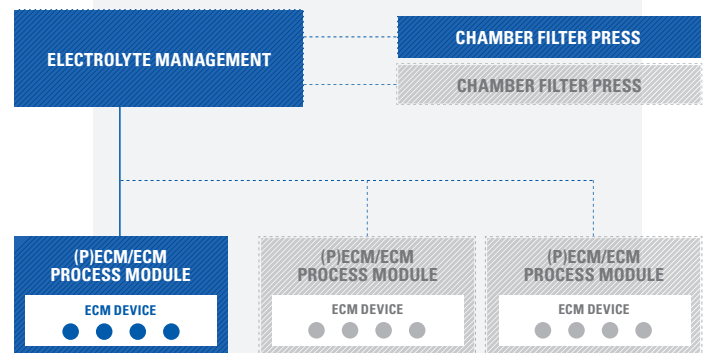 ELECTROLYTE MANAGEMENT
CHAMBER FILTER PRESS
CHAMBER FILTER PRESS
(P)ECM/ECM
PROCESS MODULE
ECM DEVICE
(P)ECM/ECM
PROCESS MODULE
ECM DEVICE
(P)ECM/ECM
PROCESS MODULE
ECM DEVICE